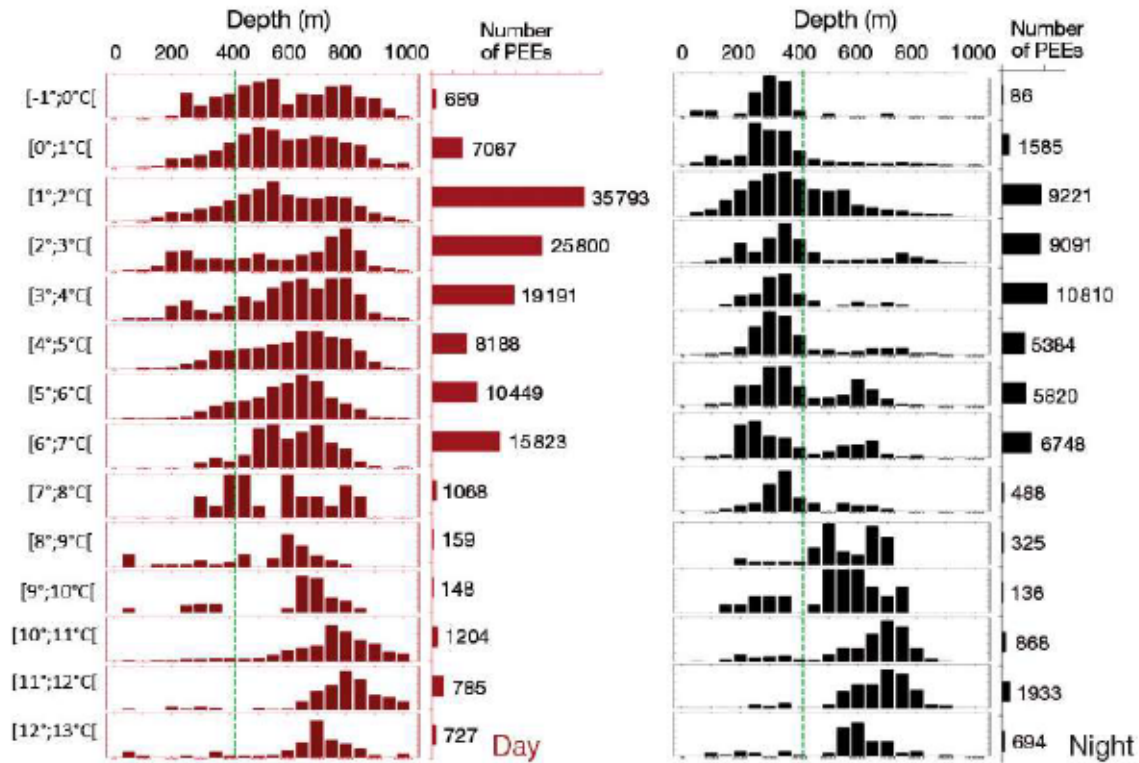 Depth (m) Number of PEEs Depth (m) Number of PEEs
0 200 400 600 800 1000 0 200 400 600 800 1000
[-1°;0°C[ 689 86
[0°;1°C[ 7067 1585
[1°;2°C[ 35793 9221
[2°;3°C[ 25800 9091
[3°;4°C[ 19191 10810
[4°;5°C[ 8188 5384
[5°;6°C[ 10449 5820
[6°;7°C[ 15823 6748
[7°;8°C[ 1068 488
[8°;9°C[ 159 325
[9°;10°C[ 148 136
[10°;11°C[ 1204 868
[11°;12°C[ 785 1933
[12°;13°C[ 727 Day 694 Night